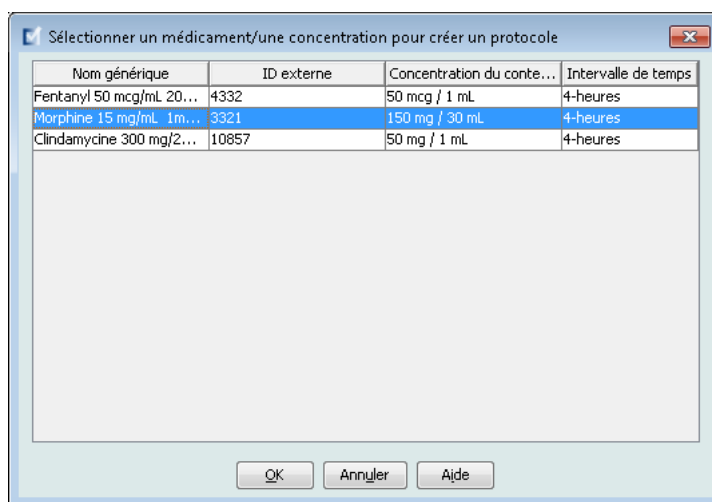 Sélectionner un médicament/une concentration pour créer un protocole
Nom générique ID externe Concentration du conte... Intervalle de temps
Fentanyl 50 mcg/mL 20... 4332 50 mcg / 1 mL 4-heures
Morphine 15 mg/mL 1m... 3321 150 mg / 30 mL 4-heures
Clindamycine 300 mg/2... 10857 50 mg / 1 mL 4-heures
OK Annuler Aide